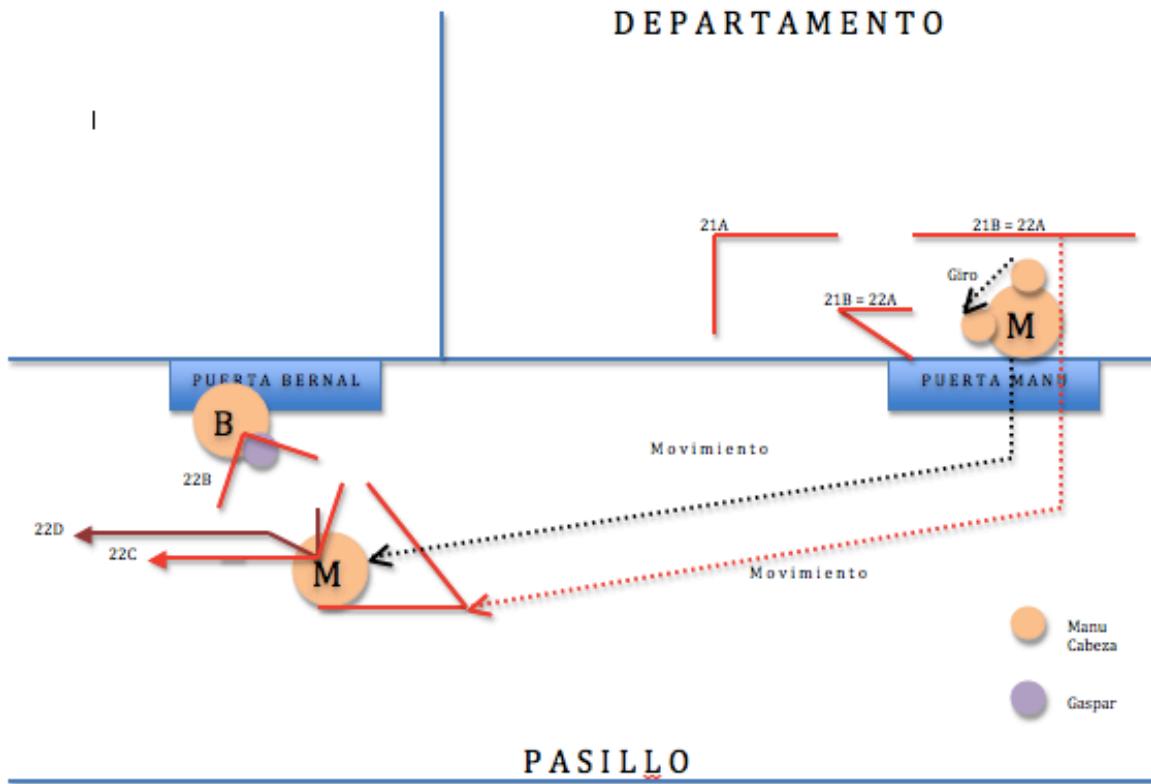 DEPARTAMENTO
21A
21B = 22A
Giro
21B = 22A
M
PUERTA BERNAL
PUERTA MANU
B
Movimiento
22B
22D
22C
M
Movimiento
Manu
Cabeza
Gaspar
PASILLO